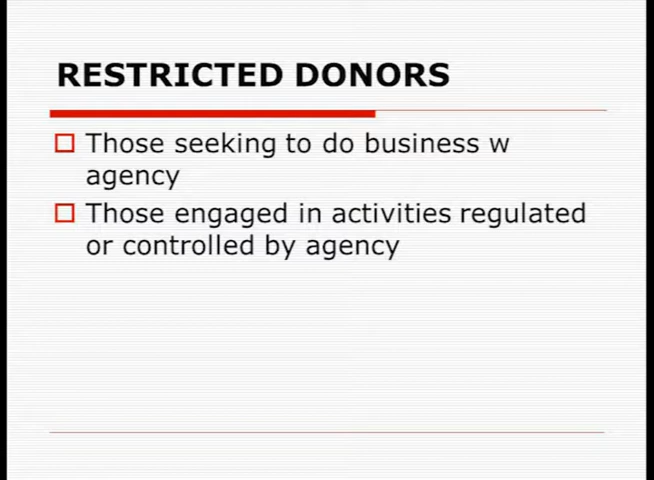 RESTRICTED DONORS
Those seeking to do business w
agency
Those engaged in activities regulated
or controlled by agency